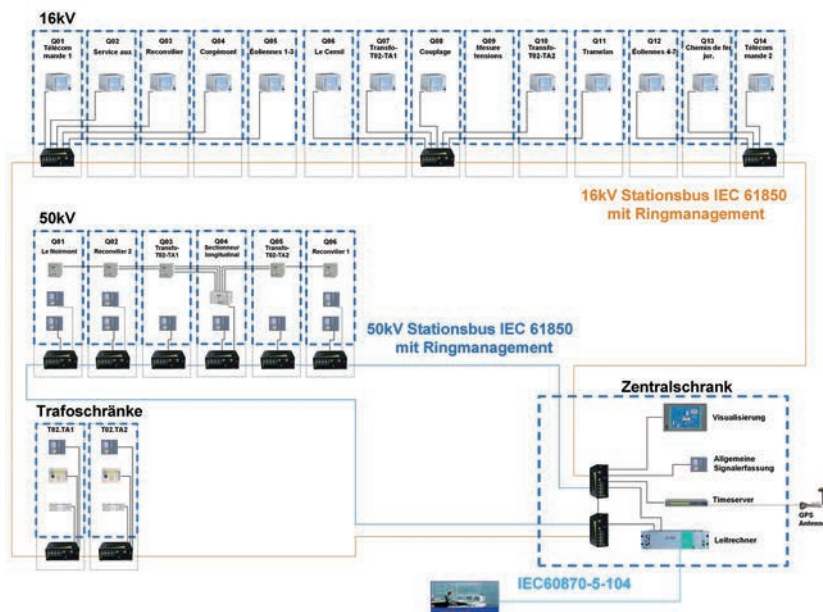 16kV
Q01
Télécom
mande 1
Q02
Service aux
Q03
Reconvilier
Q04
Corgémont
Q05
Éoliennes 1-3
Q06
Le Cernil
Q07
Transfo-
T02-TA1
Q08
Couplage
Q09
Mesure
tensions
Q10
Transfo-
T02-TA2
Q11
Tramelan
Q12
Éoliennes 4-7
Q13
Chemin de fer
jur.
Q14
Télécom
mande 2
16kV Stationsbus IEC 61850
mit Ringmanagement
50kV
Q01
Le Noirmont
Q02
Reconvilier 2
Q03
Transfo-
T02-TA1
Q04
Sectionneur
longitudinal
Q05
Transfo-
T02-TA2
Q06
Reconvilier 1
50kV Stationsbus IEC 61850
mit Ringmanagement
Trafoschränke
T02.TA1
T02.TA2
Zentralschrank
Visualisierung
Allgemeine
Signalerfassung
Timeserver
GPS
Antenne
Leitrechner
IEC60870-5-104